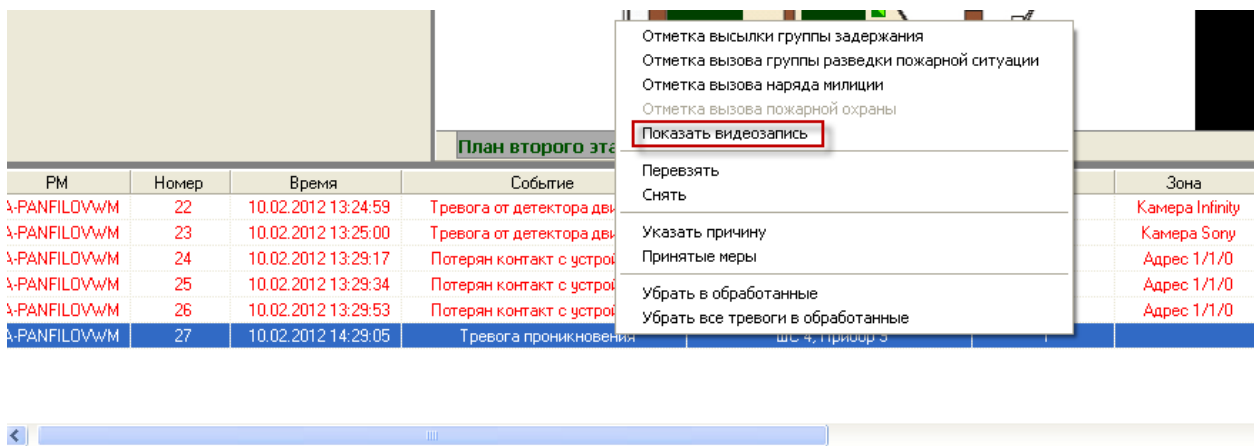 Отметка высылки группы задержания
Отметка вызова группы разведки пожарной ситуации
Отметка вызова наряда милиции
Отметка вызова пожарной охраны
Показать видеозапись
План второго эта
Перевзять
Снять
Указать причину
Принятые меры
Убрать в обработанные
Убрать все тревоги в обработанные
РМ Номер Время Событие Зона
A-PANFILOVWM 22 10.02.2012 13:24:59 Тревога от детектора дви Камера Infinity
A-PANFILOVWM 23 10.02.2012 13:25:00 Тревога от детектора дви Камера Sony
A-PANFILOVWM 24 10.02.2012 13:29:17 Потерян контакт с устрой Адрес 1/1/0
A-PANFILOVWM 25 10.02.2012 13:29:34 Потерян контакт с устрой Адрес 1/1/0
A-PANFILOVWM 26 10.02.2012 13:29:53 Потерян контакт с устрой Адрес 1/1/0
A-PANFILOVWM 27 10.02.2012 14:29:05 Тревога проникновения ШС 4, Прибор 5 1